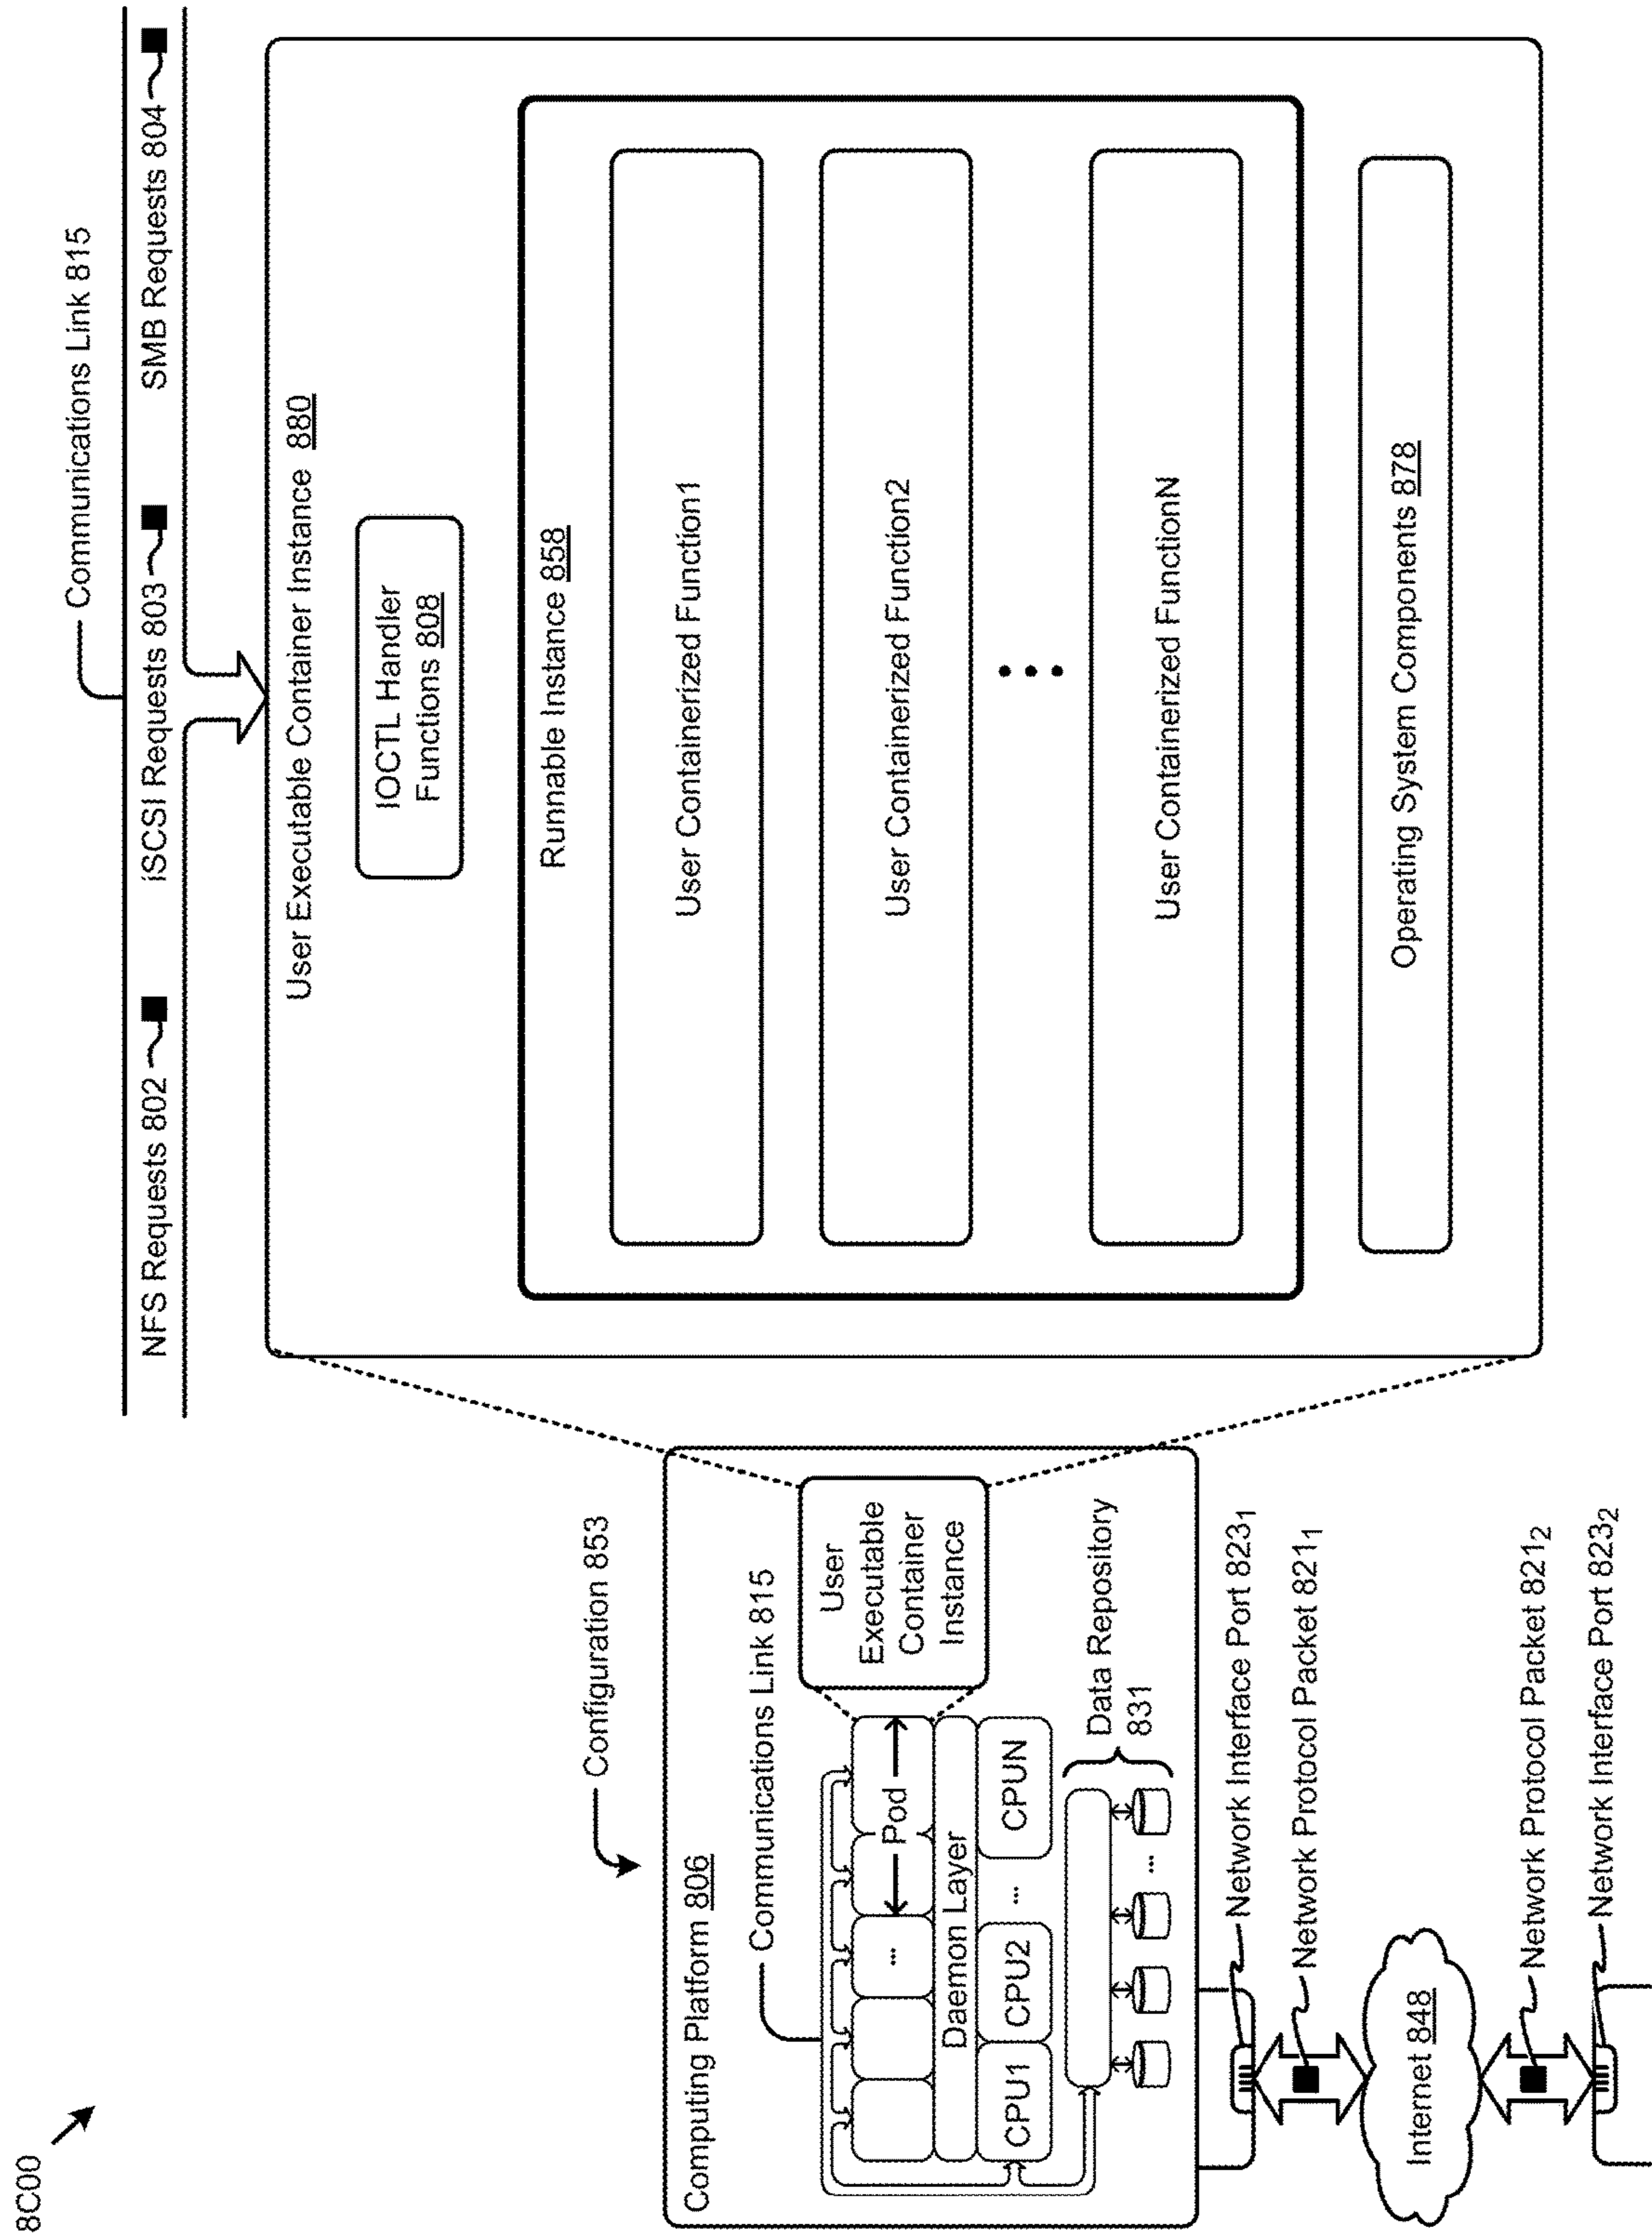 8C00
Communications Link 815
NFS Requests 802
iSCSI Requests 803
SMB Requests 804
User Executable Container Instance 880
IOCTL Handler
Functions 808
Runnable Instance 858
User Containerized Function1
User Containerized Function2
•••
User Containerized FunctionN
Operating System Components 878
Configuration 853
Computing Platform 806
Communications Link 815
User
Executable
Container
Instance
...
Pod
Daemon Layer
CPU1
CPU2
...
CPUN
Data Repository
831
...
Network Interface Port 823₁
Network Protocol Packet 821₁
Internet 848
Network Protocol Packet 821₂
Network Interface Port 823₂